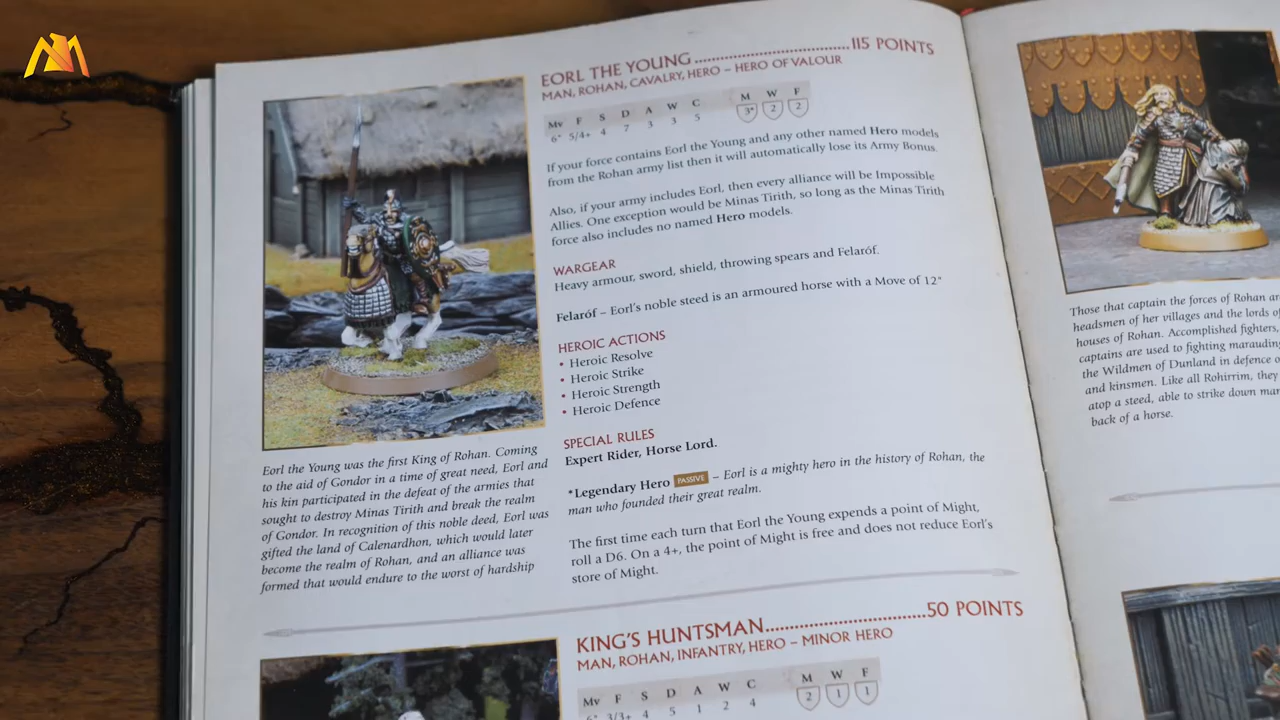 EORL THE YOUNG..............................115 POINTS
MAN, ROHAN, CAVALRY, HERO – HERO OF VALOUR
Mv F S D A W C M W F
6" 5/4+ 4 7 3 3 5 3* 2 2
If your force contains Eorl the Young and any other named Hero models
from the Rohan army list then it will automatically lose its Army Bonus.
Also, if your army includes Eorl, then every alliance will be Impossible
Allies. One exception would be Minas Tirith, so long as the Minas Tirith
force also includes no named Hero models.
WARGEAR
Heavy armour, sword, shield, throwing spears and Felaróf.
Felaróf – Eorl's noble steed is an armoured horse with a Move of 12"
HEROIC ACTIONS
• Heroic Resolve
• Heroic Strike
• Heroic Strength
• Heroic Defence
SPECIAL RULES
Expert Rider, Horse Lord.
*Legendary Hero PASSIVE – Eorl is a mighty hero in the history of Rohan, the
man who founded their great realm.
The first time each turn that Eorl the Young expends a point of Might,
roll a D6. On a 4+, the point of Might is free and does not reduce Eorl's
store of Might.
Eorl the Young was the first King of Rohan. Coming
to the aid of Gondor in a time of great need, Eorl and
his kin participated in the defeat of the armies that
sought to destroy Minas Tirith and break the realm
of Gondor. In recognition of this noble deed, Eorl was
gifted the land of Calenardhon, which would later
become the realm of Rohan, and an alliance was
formed that would endure to the worst of hardship
KING'S HUNTSMAN..............................50 POINTS
MAN, ROHAN, INFANTRY, HERO – MINOR HERO
Mv F S D A W C M W F
6" 3/3+ 4 5 1 2 4 2 1 1
Those that captain the forces of Rohan
headsmen of her villages and the lords of
houses of Rohan. Accomplished fighters,
captains are used to fighting
the Wildmen of Dunland in defence
and kinsmen. Like all Rohirrim, they
atop a steed, able to strike down
back of a horse.